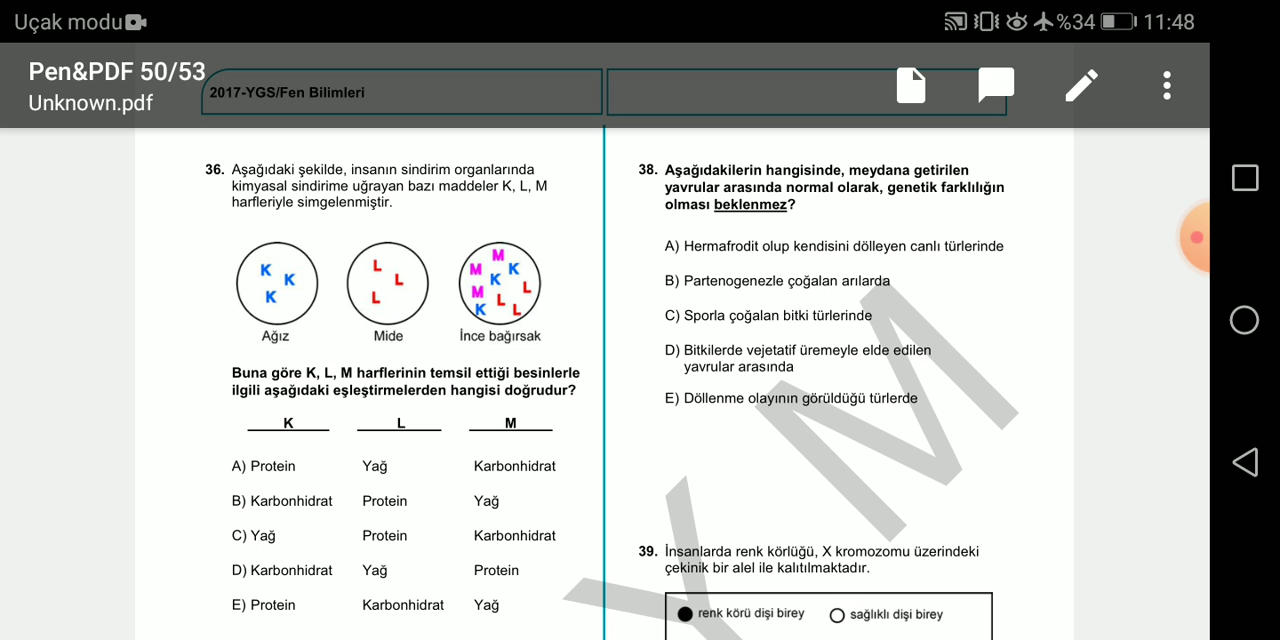 Uçak modu
%34 11:48
Pen&PDF 50/53
Unknown.pdf
2017-YGS/Fen Bilimleri
36. Aşağıdaki şekilde, insanın sindirim organlarında
kimyasal sindirime uğrayan bazı maddeler K, L, M
harfleriyle simgelenmiştir.
K
K
K
Ağız
L
L
L
Mide
M
M K
K
M L
L
K L
İnce bağırsak
Buna göre K, L, M harflerinin temsil ettiği besinlerle
ilgili aşağıdaki eşleştirmelerden hangisi doğrudur?
K L M
A) Protein Yağ Karbonhidrat
B) Karbonhidrat Protein Yağ
C) Yağ Protein Karbonhidrat
D) Karbonhidrat Yağ Protein
E) Protein Karbonhidrat Yağ
38. Aşağıdakilerin hangisinde, meydana getirilen
yavrular arasında normal olarak, genetik farklılığın
olması beklenmez?
A) Hermafrodit olup kendisini dölleyen canlı türlerinde
B) Partenogenezle çoğalan arılarda
C) Sporla çoğalan bitki türlerinde
D) Bitkilerde vejetatif üremeyle elde edilen
yavrular arasında
E) Döllenme olayının görüldüğü türlerde
39. İnsanlarda renk körlüğü, X kromozomu üzerindeki
çekinik bir alel ile kalıtılmaktadır.
renk körü dişi birey sağlıklı dişi birey
Y M